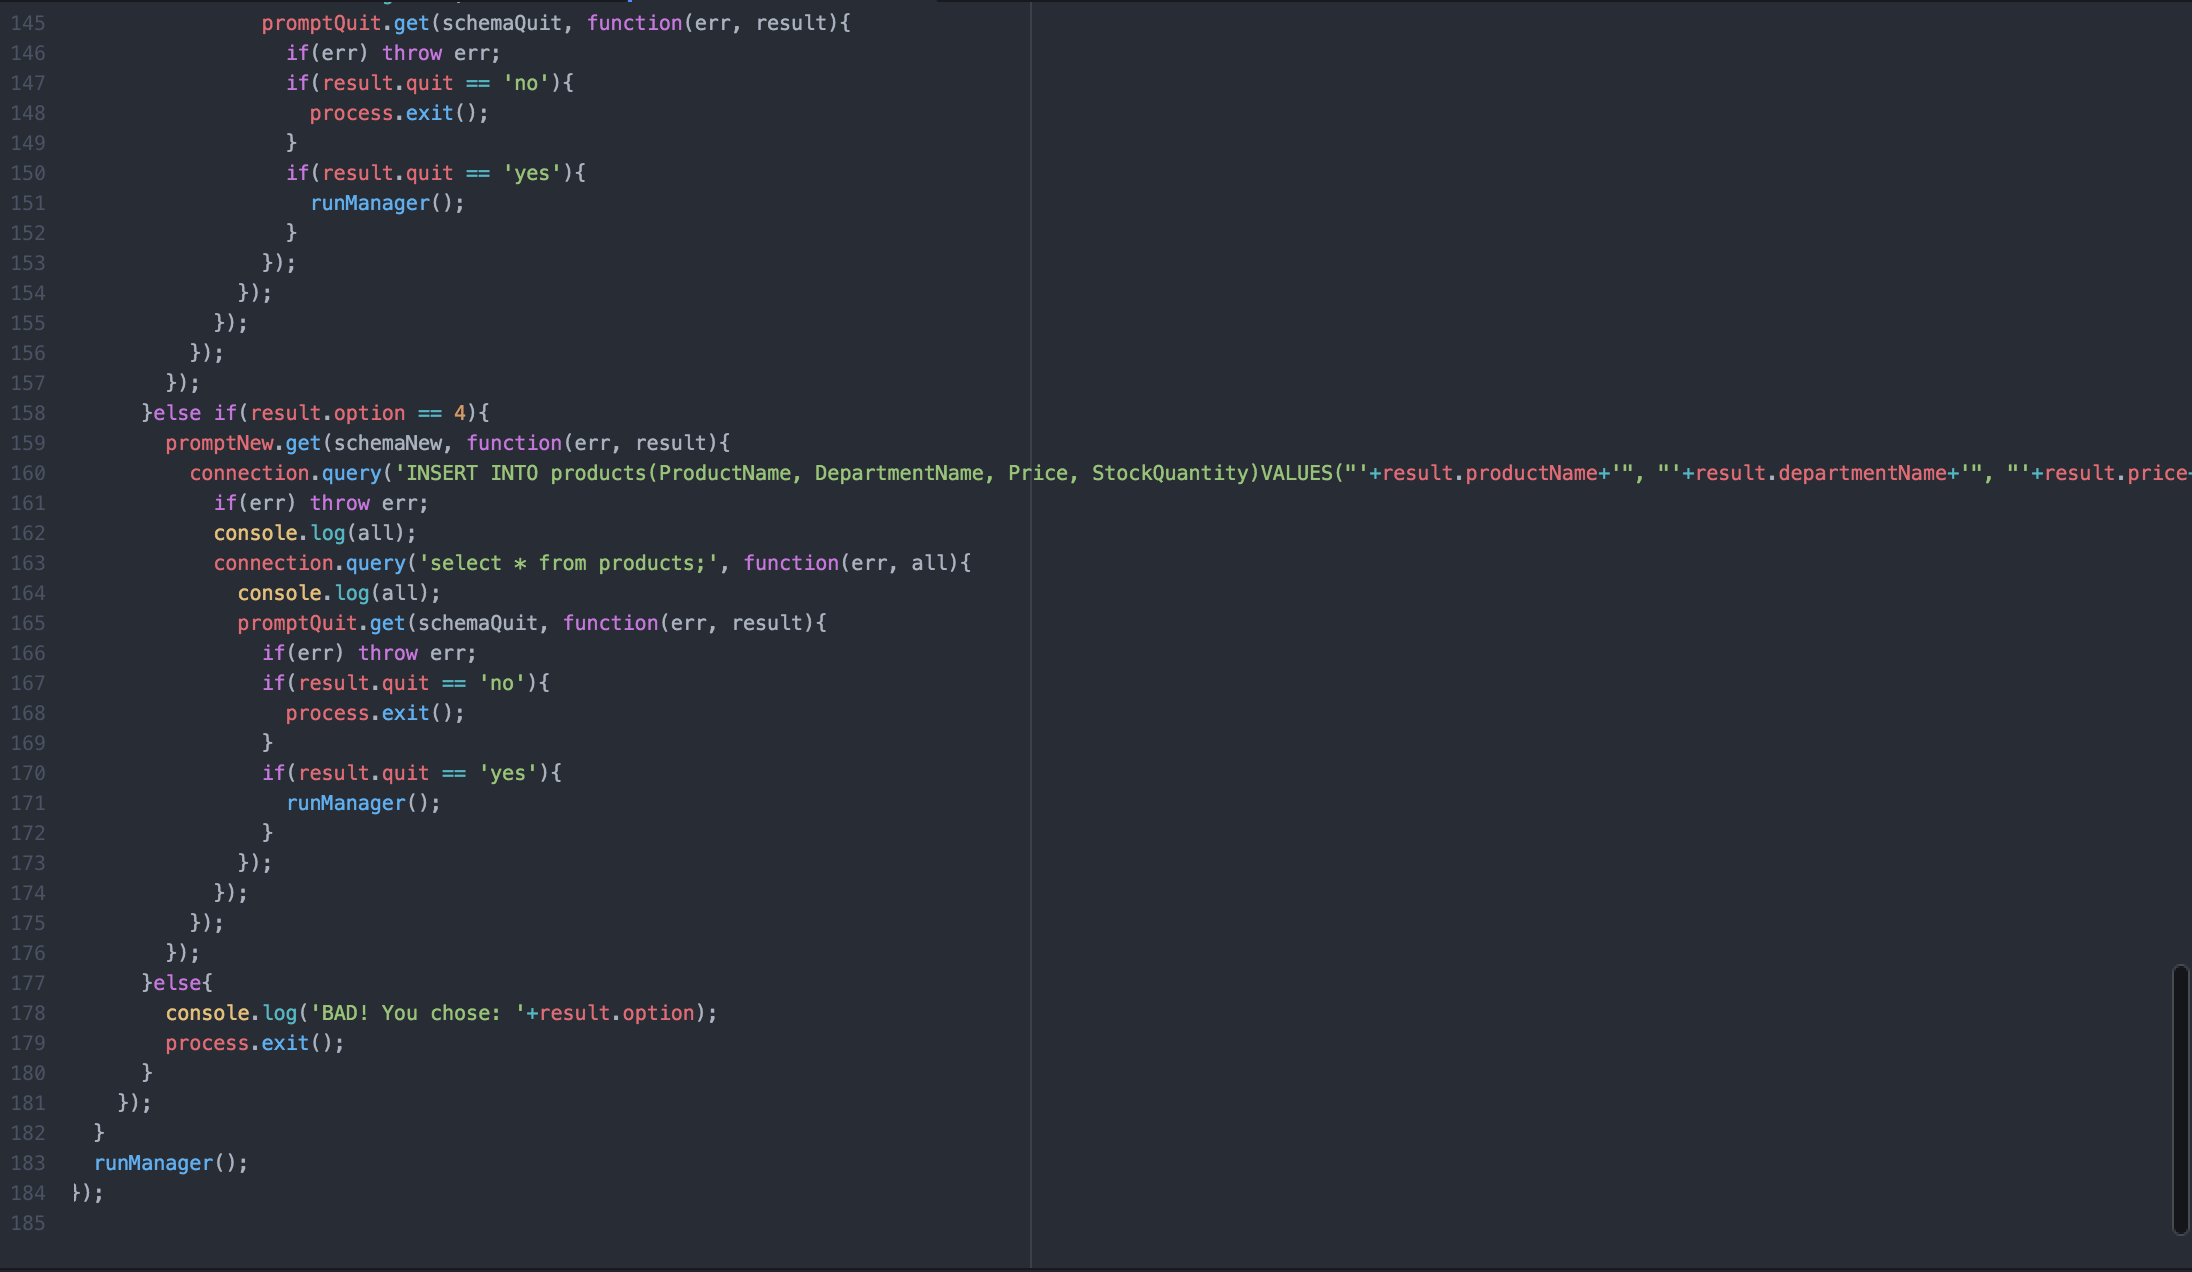 145 promptQuit.get(schemaQuit, function(err, result){
146 if(err) throw err;
147 if(result.quit == 'no'){
148 process.exit();
149 }
150 if(result.quit == 'yes'){
151 runManager();
152 }
153 });
154 });
155 });
156 });
157 });
158 }else if(result.option == 4){
159 promptNew.get(schemaNew, function(err, result){
160 connection.query('INSERT INTO products(ProductName, DepartmentName, Price, StockQuantity)VALUES("'+result.productName+'", "'+result.departmentName+'", "'+result.price+
161 if(err) throw err;
162 console.log(all);
163 connection.query('select * from products;', function(err, all){
164 console.log(all);
165 promptQuit.get(schemaQuit, function(err, result){
166 if(err) throw err;
167 if(result.quit == 'no'){
168 process.exit();
169 }
170 if(result.quit == 'yes'){
171 runManager();
172 }
173 });
174 });
175 });
176 });
177 }else{
178 console.log('BAD! You chose: '+result.option);
179 process.exit();
180 }
181 });
182 }
183 runManager();
184 });
185